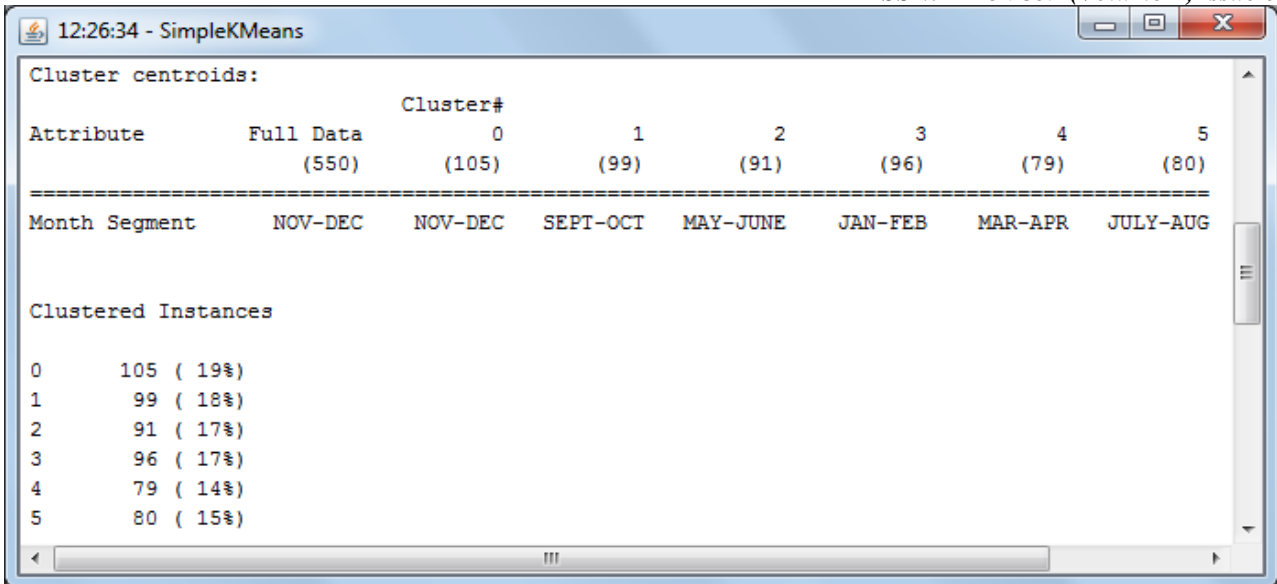 12:26:34 - SimpleKMeans
Cluster centroids:
Cluster#
Attribute Full Data 0 1 2 3 4 5
(550) (105) (99) (91) (96) (79) (80)
==========================================================================================
Month Segment NOV-DEC NOV-DEC SEPT-OCT MAY-JUNE JAN-FEB MAR-APR JULY-AUG
Clustered Instances
0 105 ( 19%)
1 99 ( 18%)
2 91 ( 17%)
3 96 ( 17%)
4 79 ( 14%)
5 80 ( 15%)